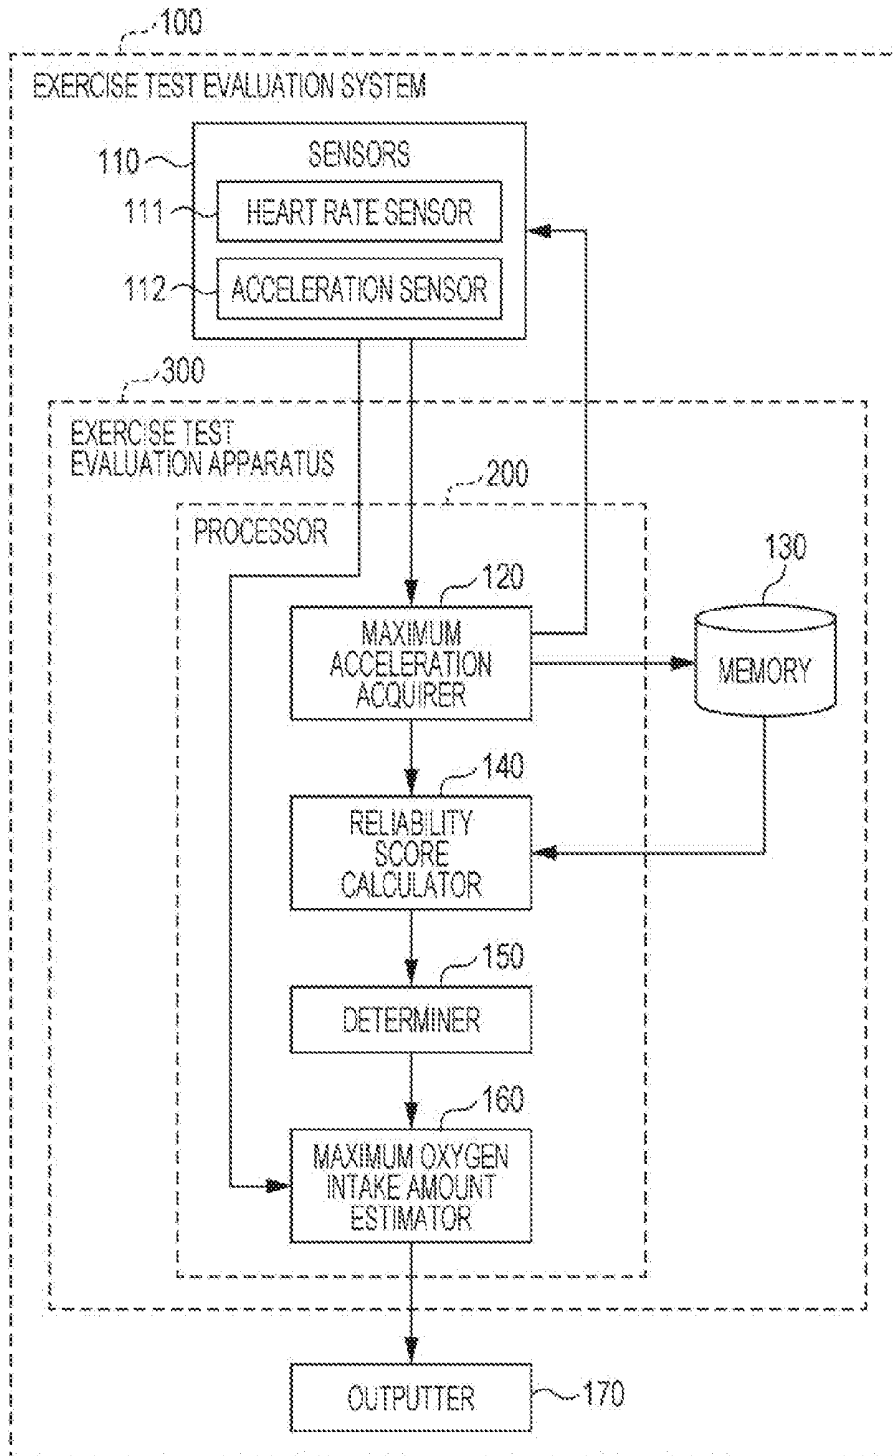 100
EXERCISE TEST EVALUATION SYSTEM
110
SENSORS
111
HEART RATE SENSOR
112
ACCELERATION SENSOR
300
EXERCISE TEST
EVALUATION APPARATUS
200
PROCESSOR
120
MAXIMUM
ACCELERATION
ACQUIRER
130
MEMORY
140
RELIABILITY
SCORE
CALCULATOR
150
DETERMINER
160
MAXIMUM OXYGEN
INTAKE AMOUNT
ESTIMATOR
OUTPUTTER
170